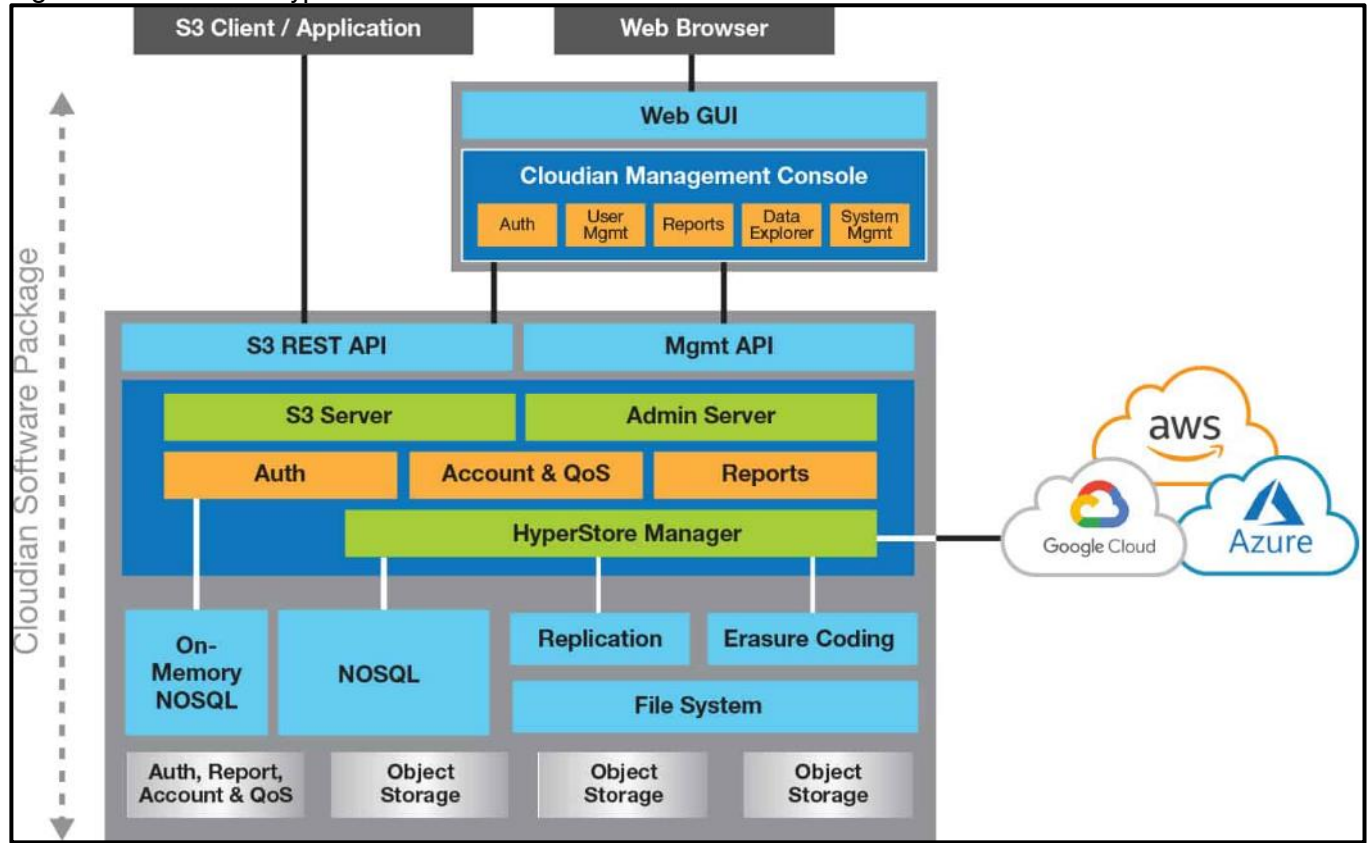 S3 Client / Application
Web Browser
Web GUI
Cloudian Management Console
Auth
User
Mgmt
Reports
Data
Explorer
System
Mgmt
Cloudian Software Package
S3 REST API
Mgmt API
S3 Server
Admin Server
Auth
Account & QoS
Reports
HyperStore Manager
aws
Google Cloud
Azure
On-
Memory
NOSQL
NOSQL
Replication
Erasure Coding
File System
Auth, Report,
Account & QoS
Object
Storage
Object
Storage
Object
Storage